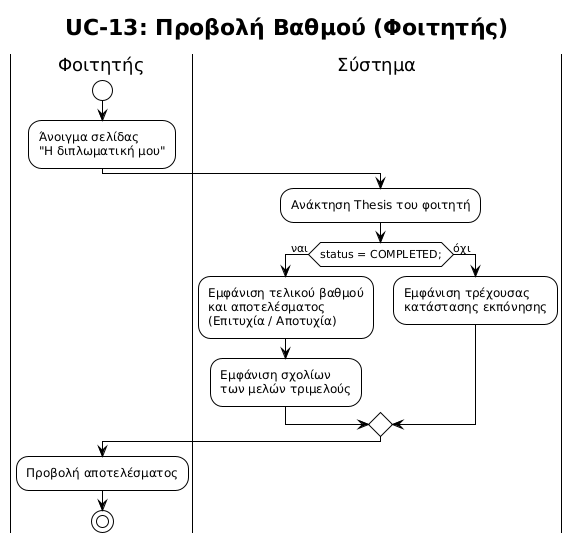 UC-13: Προβολή Βαθμού (Φοιτητής)
Φοιτητής
Σύστημα
Άνοιγμα σελίδας
"Η διπλωματική μου"
Ανάκτηση Thesis του φοιτητή
ναι
status = COMPLETED;
όχι
Εμφάνιση τελικού βαθμού
και αποτελέσματος
(Επιτυχία / Αποτυχία)
Εμφάνιση τρέχουσας
κατάστασης εκπόνησης
Εμφάνιση σχολίων
των μελών τριμελούς
Προβολή αποτελέσματος